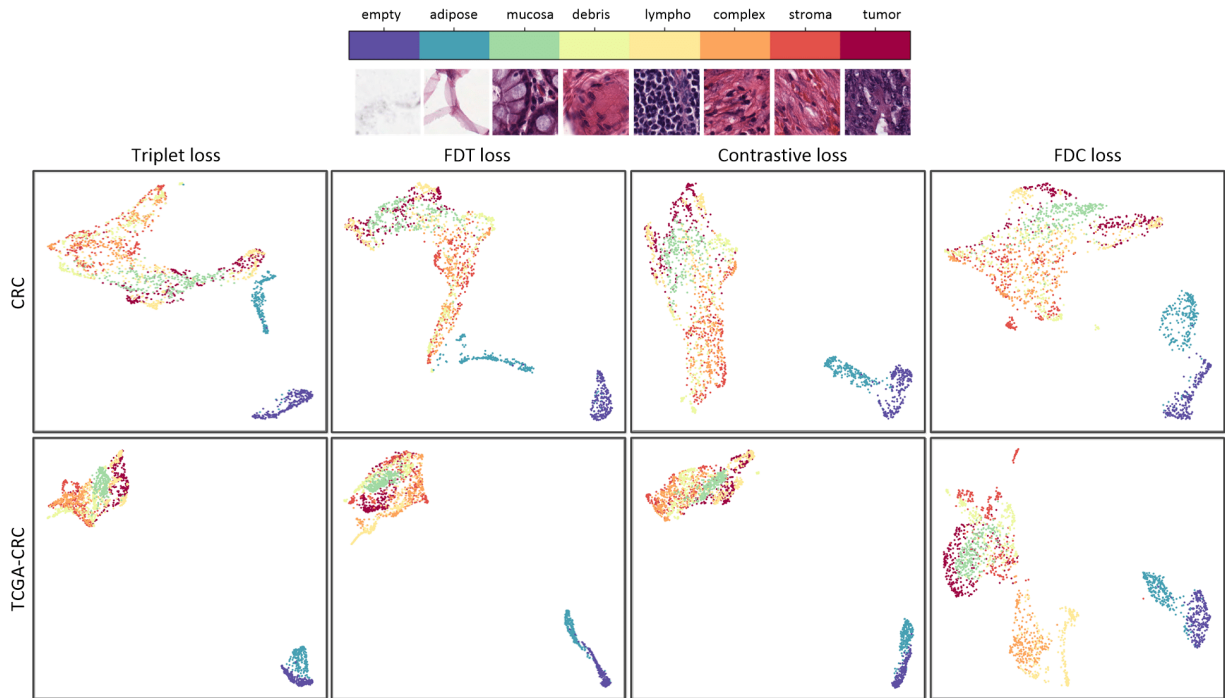 empty adipose mucosa debris lympho complex stroma tumor
Triplet loss FDT loss Contrastive loss FDC loss
CRC
TCGA-CRC